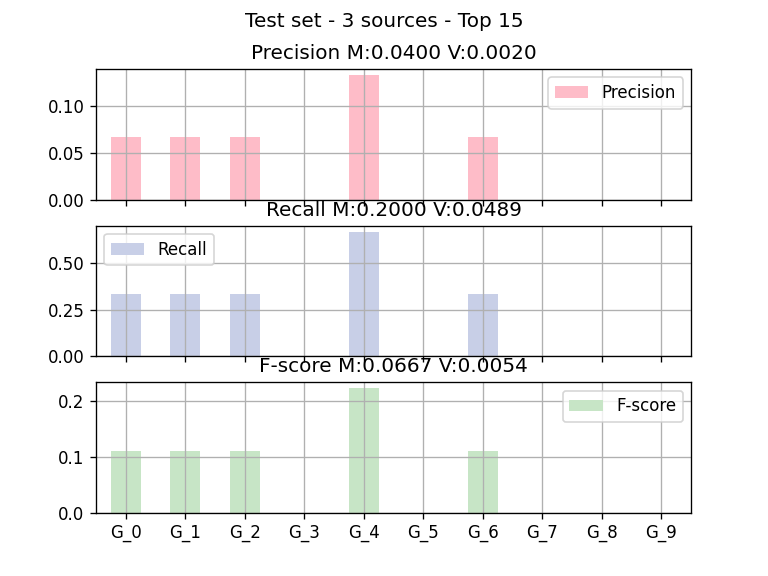 Test set - 3 sources - Top 15
Precision M:0.0400 V:0.0020
0.10
0.05
0.00
Precision
Recall M:0.2000 V:0.0489
0.50
0.25
0.00
Recall
F-score M:0.0667 V:0.0054
0.2
0.1
0.0
F-score
G_0 G_1 G_2 G_3 G_4 G_5 G_6 G_7 G_8 G_9